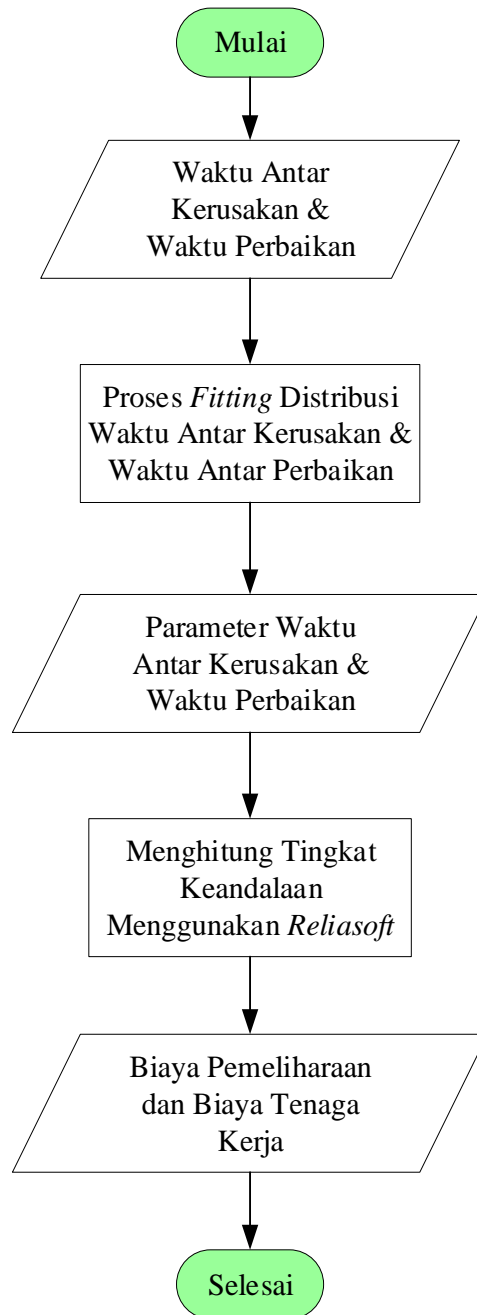 Mulai
Waktu Antar
Kerusakan &
Waktu Perbaikan
Proses Fitting Distribusi
Waktu Antar Kerusakan &
Waktu Antar Perbaikan
Parameter Waktu
Antar Kerusakan &
Waktu Perbaikan
Menghitung Tingkat
Keandalaan
Menggunakan Reliasoft
Biaya Pemeliharaan
dan Biaya Tenaga
Kerja
Selesai